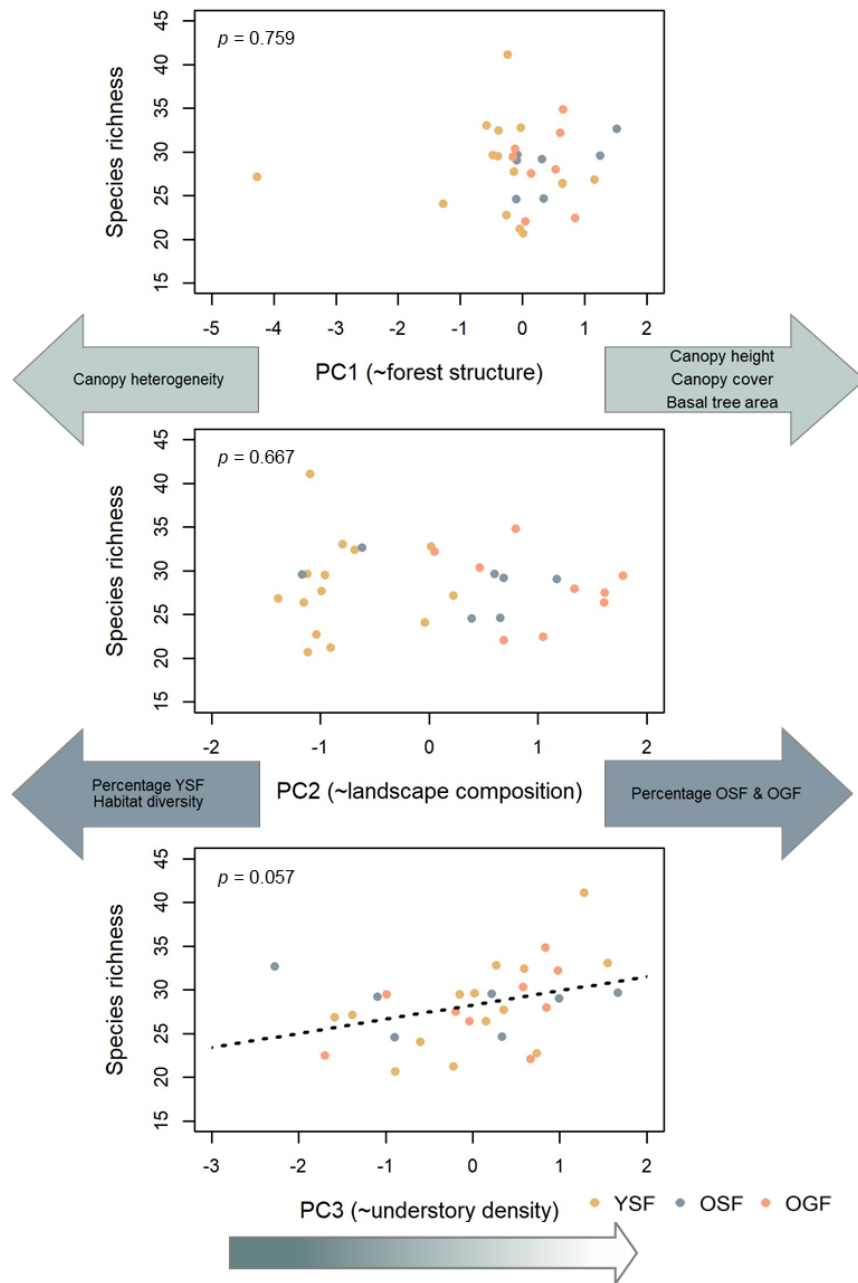 p = 0.759
Species richness
45
40
35
30
25
20
15
-5 -4 -3 -2 -1 0 1 2
PC1 (~forest structure)
Canopy heterogeneity
Canopy height
Canopy cover
Basal tree area
p = 0.667
Species richness
45
40
35
30
25
20
15
-2 -1 0 1 2
PC2 (~landscape composition)
Percentage YSF
Habitat diversity
Percentage OSF & OGF
p = 0.057
Species richness
45
40
35
30
25
20
15
-3 -2 -1 0 1 2
PC3 (~understory density)
YSF OSF OGF